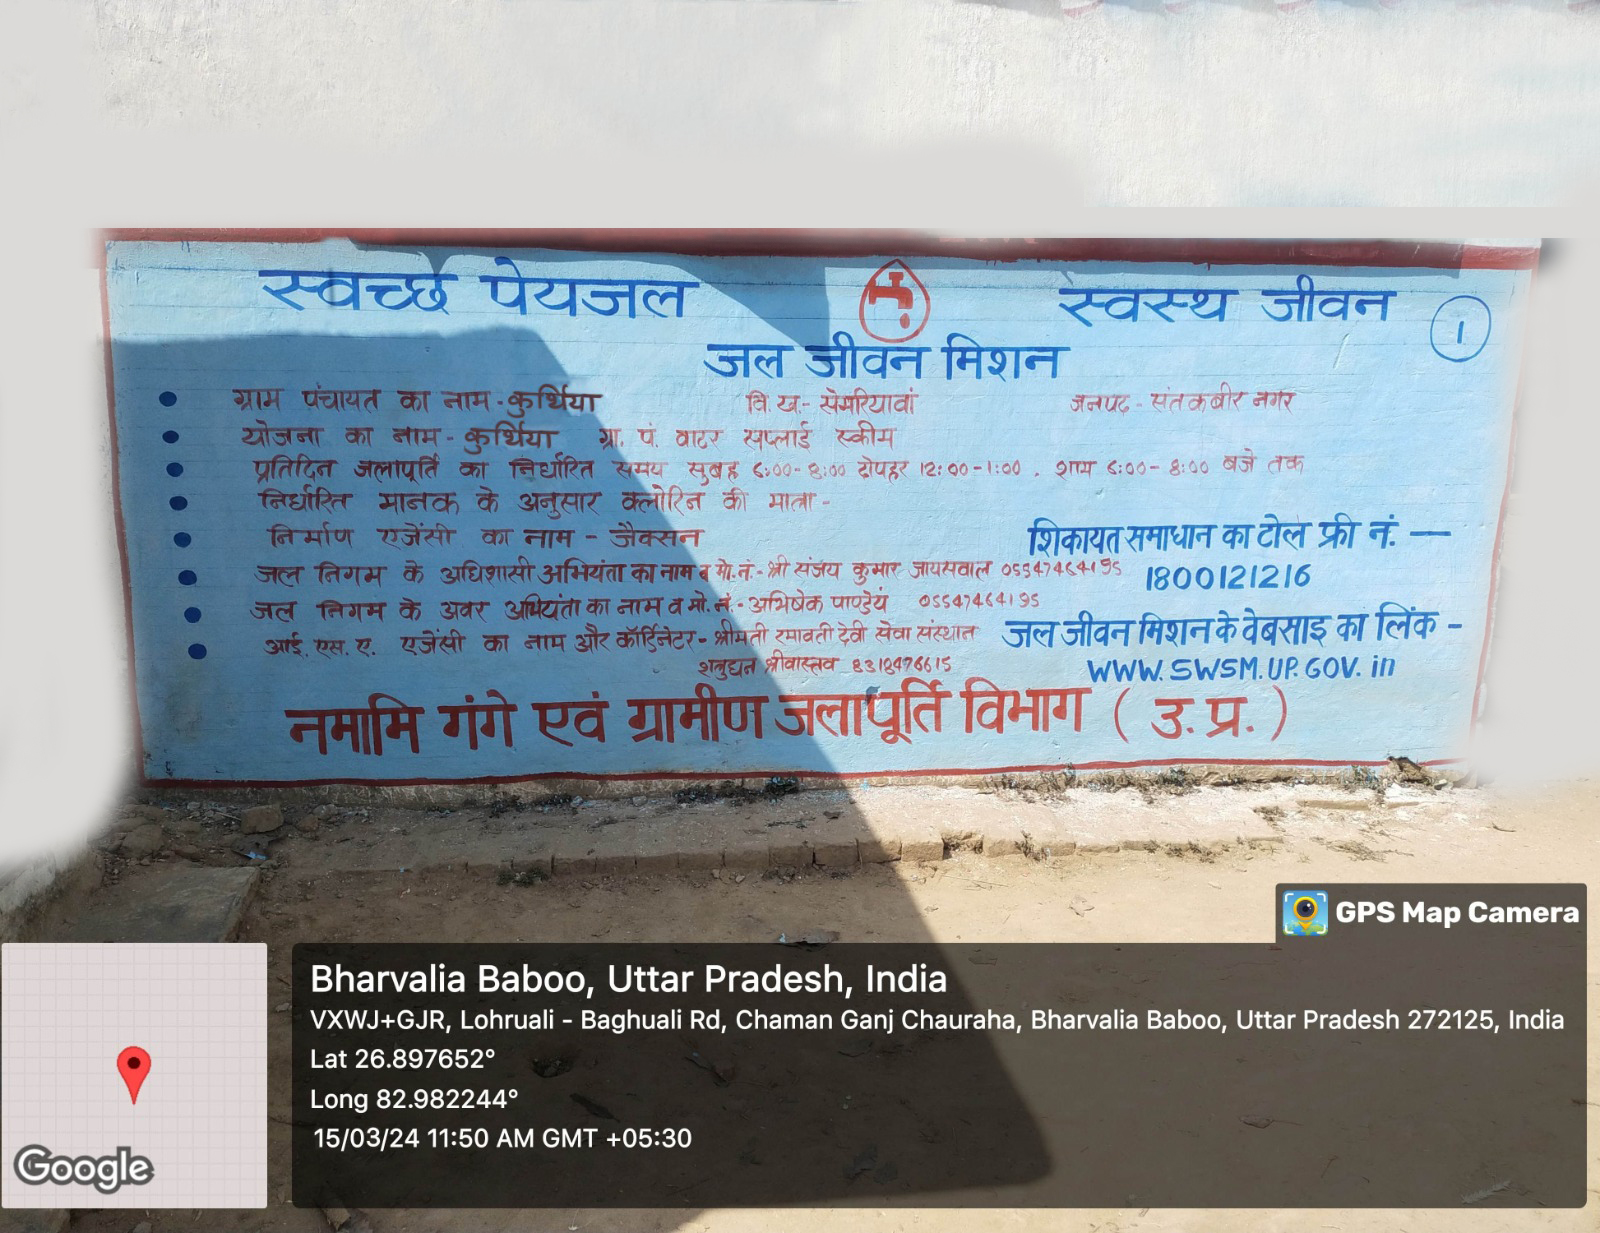 स्वच्छ पेयजल स्वस्थ जीवन
1
जल जीवन मिशन
ग्राम पंचायत का नाम - कुर्थिया वि.ख.- सेमरियावां जनपद - संतकबीर नगर
योजना का नाम - कुर्थिया ग्रा. पं. वाटर सप्लाई स्कीम
प्रतिदिन जलापूर्ति का निर्धारित समय सुबह 6:00-8:00 दोपहर 12:00-1:00 . शाम 6:00-8:00 बजे तक
निर्धारित मानक के अनुसार क्लोरिन की मात्रा -
निर्माण एजेंसी का नाम - जैक्सन
शिकायत समाधान का टोल फ्री नं. —
1800121216
जल निगम के अधिशासी अभियंता का नाम व मो.नं.- श्री संजय कुमार जायसवाल 05547464195
जल निगम के अवर अभियंता का नाम व मो.नं.- अभिषेक पाण्डेयं 05547464195
आई. एस. ए. एजेंसी का नाम और कॉर्डिनेटर - श्रीमती रमावती देवी सेवा संस्थान
शत्रुघ्न श्रीवास्तव 8318476615
जल जीवन मिशन के वेबसाइ का लिंक -
WWW.SWSM.UP.GOV.in
नमामि गंगे एवं ग्रामीण जलापूर्ति विभाग ( उ.प्र. )
GPS Map Camera
Bharvalia Baboo, Uttar Pradesh, India
VXWJ+GJR, Lohruali - Baghuali Rd, Chaman Ganj Chauraha, Bharvalia Baboo, Uttar Pradesh 272125, India
Lat 26.897652°
Long 82.982244°
15/03/24 11:50 AM GMT +05:30
Google